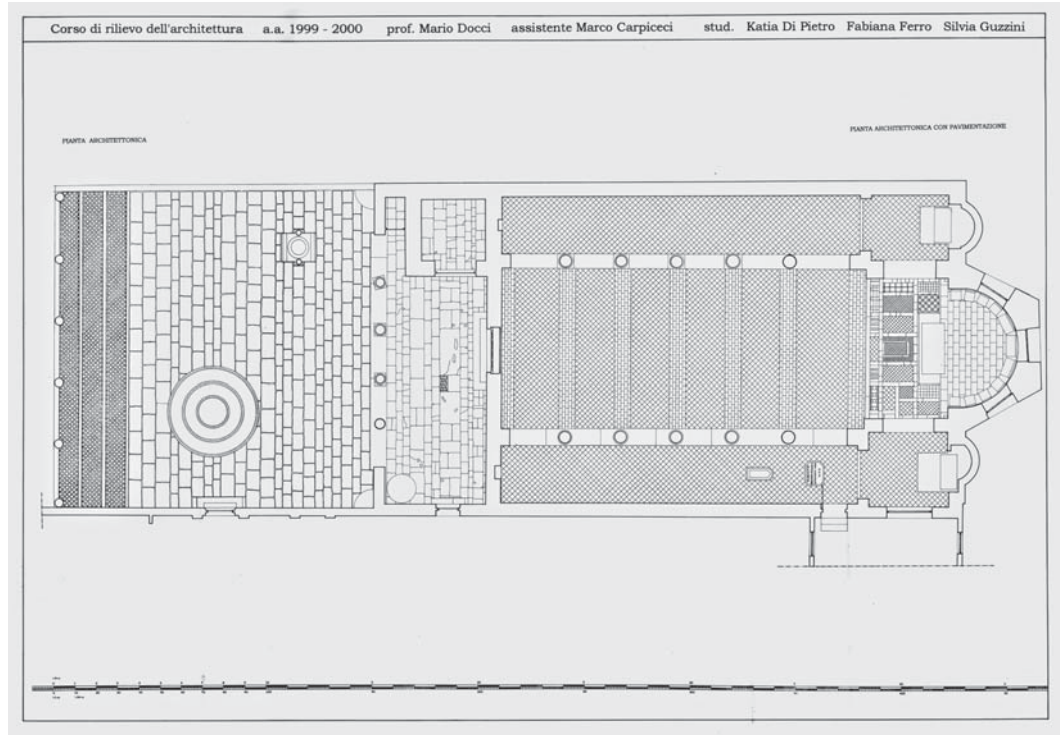 Corso di rilievo dell'architettura a.a. 1999 - 2000 prof. Mario Docci assistente Marco Carpiceci stud. Katia Di Pietro Fabiana Ferro Silvia Guzzini
PIANTA ARCHITETTONICA
PIANTA ARCHITETTONICA CON PAVIMENTAZIONE